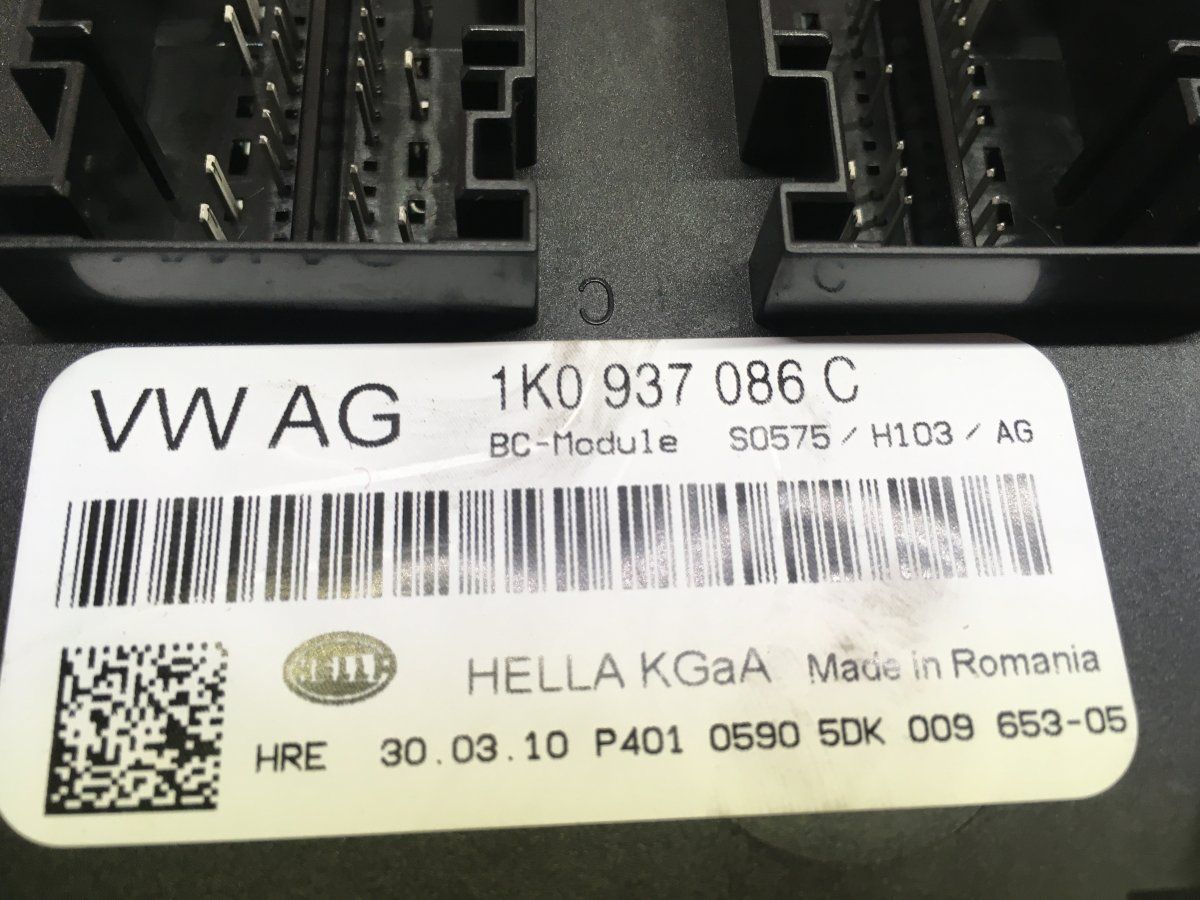 C
VW AG 1K0 937 086 C
BC-Module S0575 / H103 / AG
HELLA
HELLA KGaA Made in Romania
HRE 30.03.10 P401 0590 5DK 009 653-05